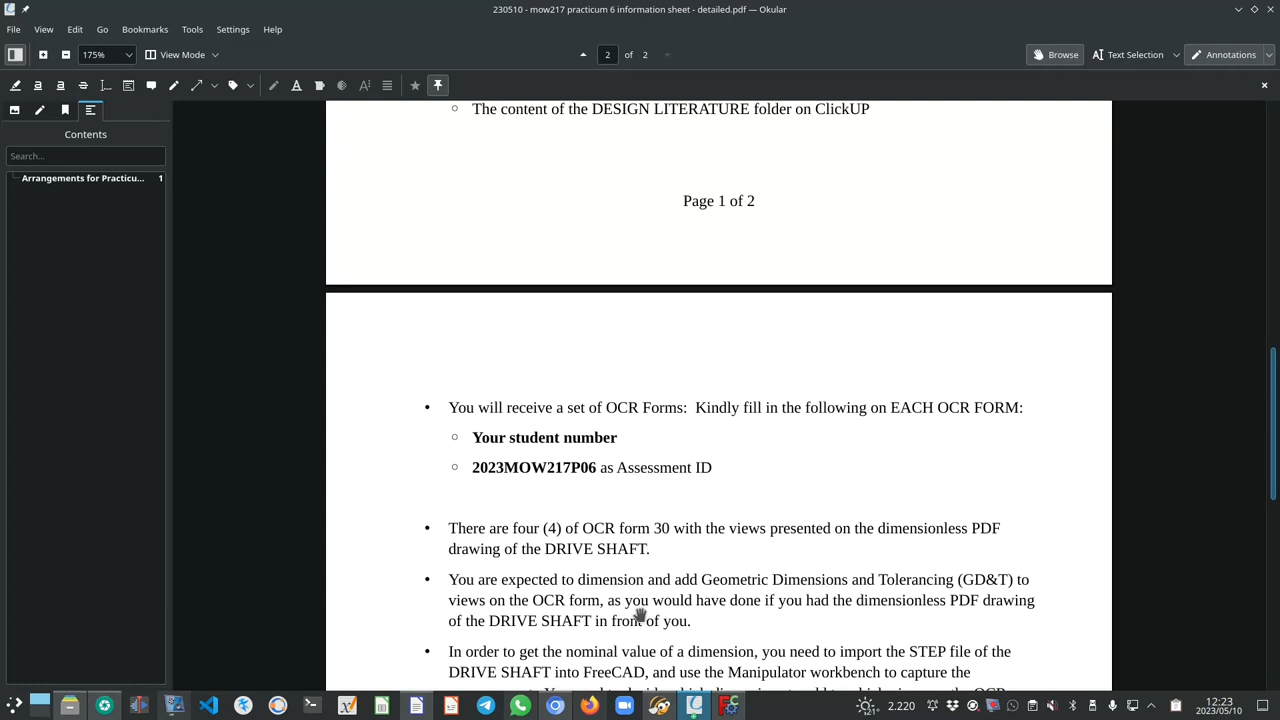 230510 - mow217 practicum 6 information sheet - detailed.pdf — Okular
File View Edit Go Bookmarks Tools Settings Help
175% View Mode 2 of 2 Browse Text Selection Annotations
Contents
Search...
Arrangements for Practicu... 1
The content of the DESIGN LITERATURE folder on ClickUP
Page 1 of 2
• You will receive a set of OCR Forms: Kindly fill in the following on EACH OCR FORM:
○ Your student number
○ 2023MOW217P06 as Assessment ID
• There are four (4) of OCR form 30 with the views presented on the dimensionless PDF
drawing of the DRIVE SHAFT.
• You are expected to dimension and add Geometric Dimensions and Tolerancing (GD&T) to
views on the OCR form, as you would have done if you had the dimensionless PDF drawing
of the DRIVE SHAFT in front of you.
• In order to get the nominal value of a dimension, you need to import the STEP file of the
DRIVE SHAFT into FreeCAD, and use the Manipulator workbench to capture the
21° 2.220 12:23
2023/05/10